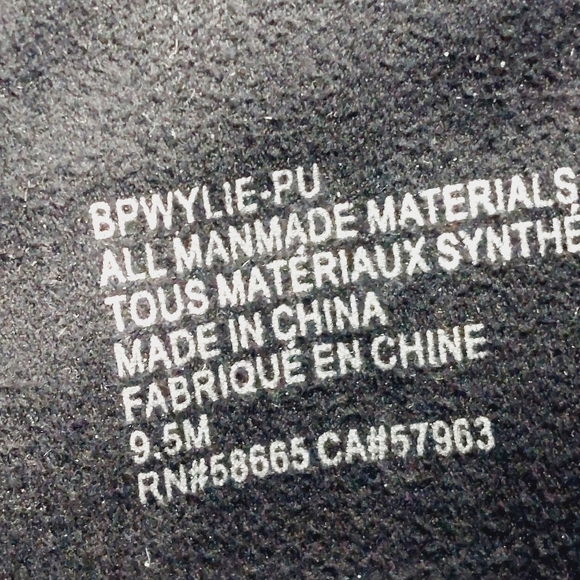 BPWYLIE-PU
ALL MANMADE MATERIALS
TOUS MATÉRIAUX SYNTHÉ
MADE IN CHINA
FABRIQUÉ EN CHINE
9.5M
RN#58665 CA#57963